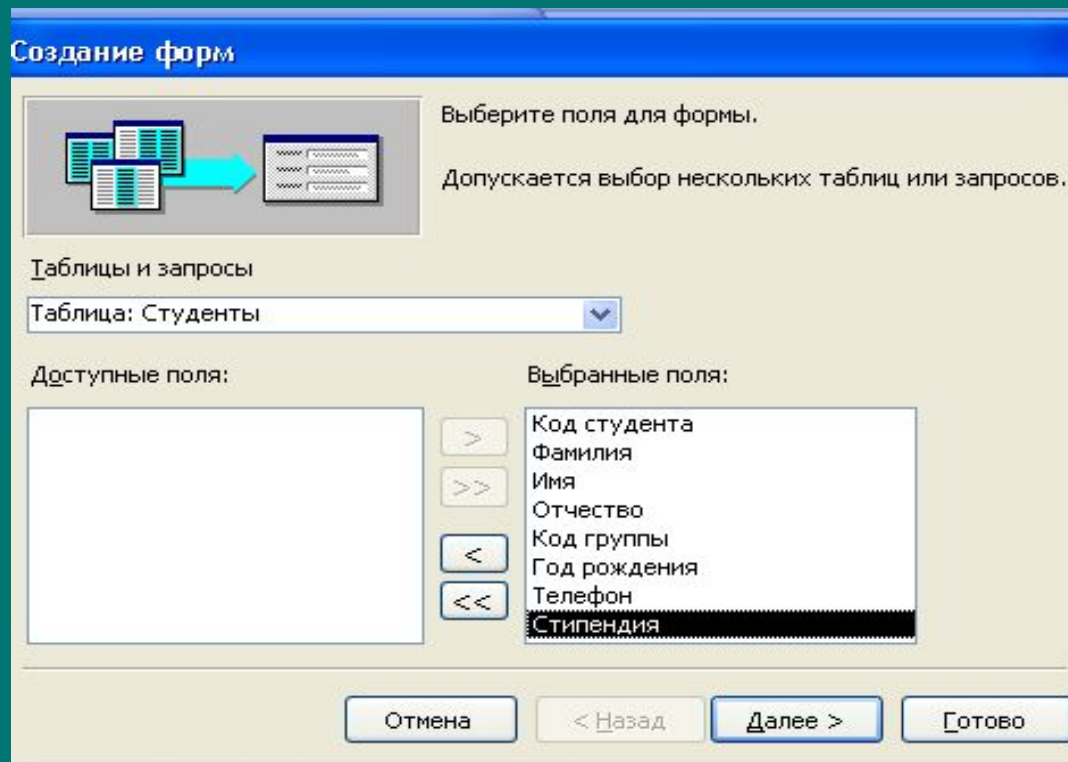 Создание форм
Выберите поля для формы.
Допускается выбор нескольких таблиц или запросов.
Таблицы и запросы
Таблица: Студенты
Доступные поля:
Выбранные поля:
>
>>
<
<<
Код студента
Фамилия
Имя
Отчество
Код группы
Год рождения
Телефон
Стипендия
Отмена
< Назад
Далее >
Готово